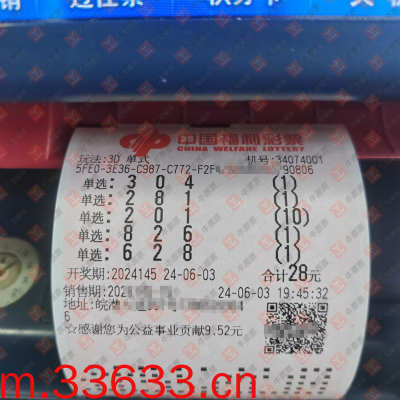 中国福利彩票
CHINA WELFARE LOTTERY
玩法:3D 单式 机号:34074001
5FE0-3E36-C987-C772-F2F 90806
单选: 3 0 4 (1)
单选: 2 8 1 (1)
单选: 2 0 1 (10)
单选: 8 2 6 (1)
单选: 6 2 8 (1)
开奖期:2024145 24-06-03 合计28元
销售期:202 24-06-03 19:45:32
地址:皖
6
☆感谢您为公益事业贡献9.52元
m.33633.cn